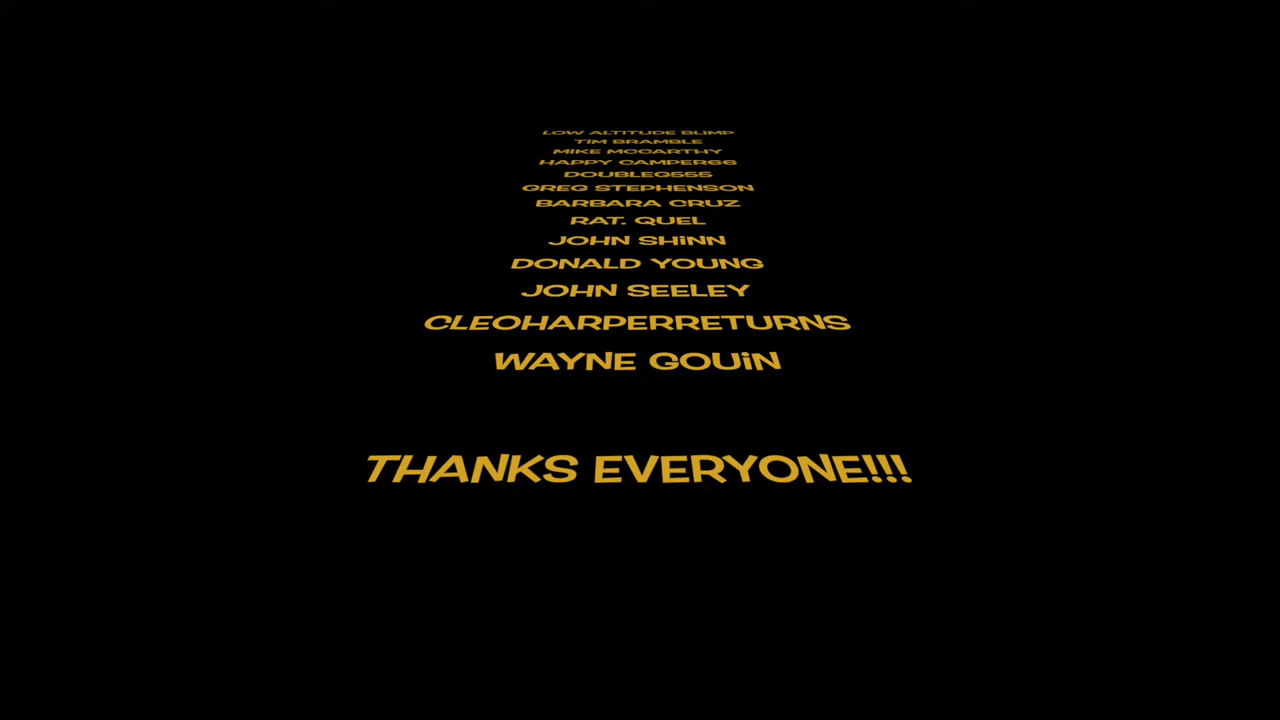 LOW ALTITUDE BLIMP
TIM BRAMBLE
MIKE MCCARTHY
HAPPY CAMPER66
DOUBLEG555
GREG STEPHENSON
BARBARA CRUZ
RAT. QUEL
JOHN SHiNN
DONALD YOUNG
JOHN SEELEY
CLEOHARPERRETURNS
WAYNE GOUiN
THANKS EVERYONE!!!